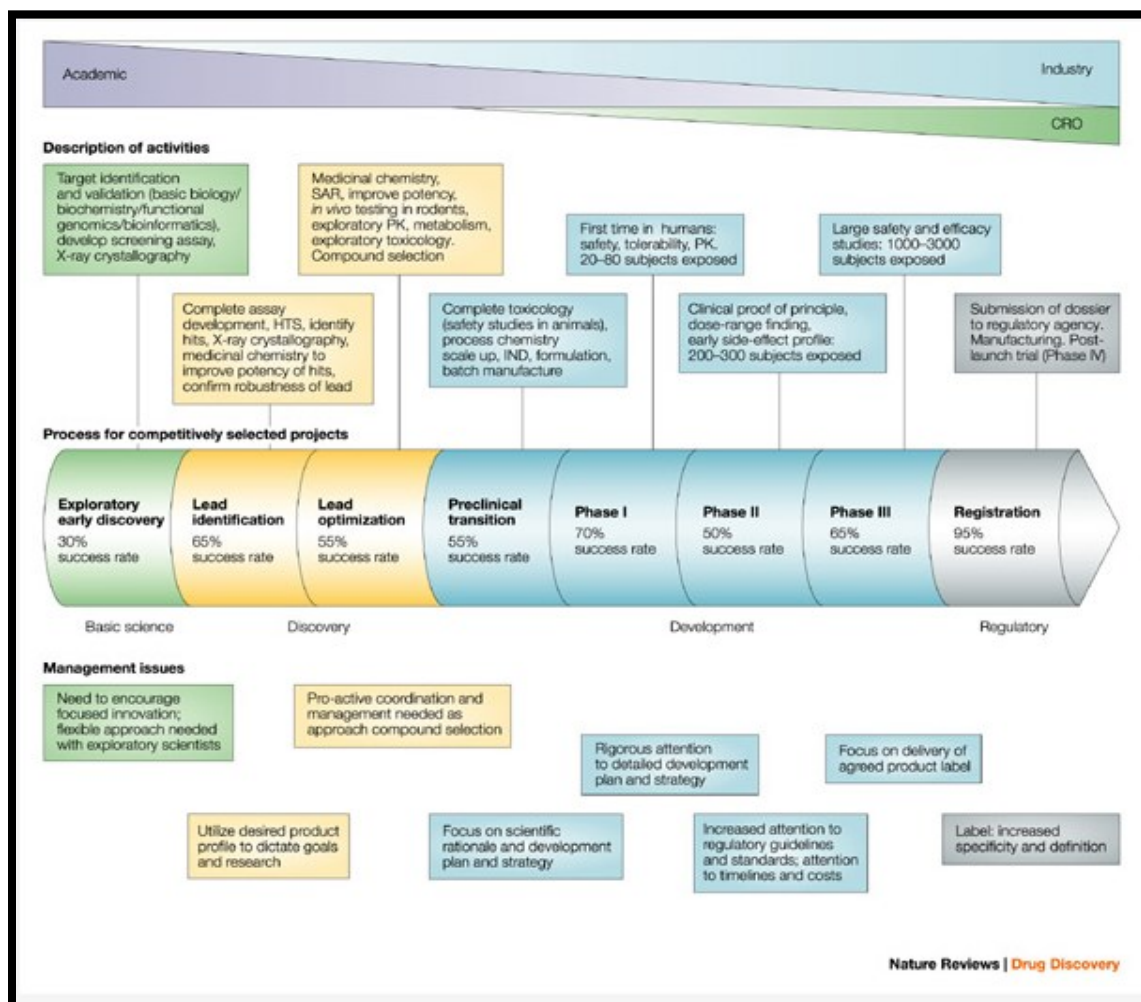 Academic
Industry
CRO
Description of activities
Target identification
and validation (basic biology/
biochemistry/functional
genomics/bioinformatics),
develop screening assay,
X-ray crystallography
Medicinal chemistry,
SAR, improve potency,
in vivo testing in rodents,
exploratory PK, metabolism,
exploratory toxicology.
Compound selection
First time in humans:
safety, tolerability, PK.
20–80 subjects exposed
Large safety and efficacy
studies: 1000–3000
subjects exposed
Complete assay
development, HTS, identify
hits, X-ray crystallography,
medicinal chemistry to
improve potency of hits,
confirm robustness of lead
Complete toxicology
(safety studies in animals),
process chemistry
scale up, IND, formulation,
batch manufacture
Clinical proof of principle,
dose-range finding,
early side-effect profile:
200–300 subjects exposed
Submission of dossier
to regulatory agency.
Manufacturing. Post-
launch trial (Phase IV)
Process for competitively selected projects
Exploratory
early discovery
30%
success rate
Lead
identification
65%
success rate
Lead
optimization
55%
success rate
Preclinical
transition
55%
success rate
Phase I
70%
success rate
Phase II
50%
success rate
Phase III
65%
success rate
Registration
95%
success rate
Basic science
Discovery
Development
Regulatory
Management issues
Need to encourage
focused innovation;
flexible approach needed
with exploratory scientists
Pro-active coordination and
management needed as
approach compound selection
Rigorous attention
to detailed development
plan and strategy
Focus on delivery of
agreed product label
Utilize desired product
profile to dictate goals
and research
Focus on scientific
rationale and development
plan and strategy
Increased attention to
regulatory guidelines
and standards; attention
to timelines and costs
Label: increased
specificity and definition
Nature Reviews | Drug Discovery